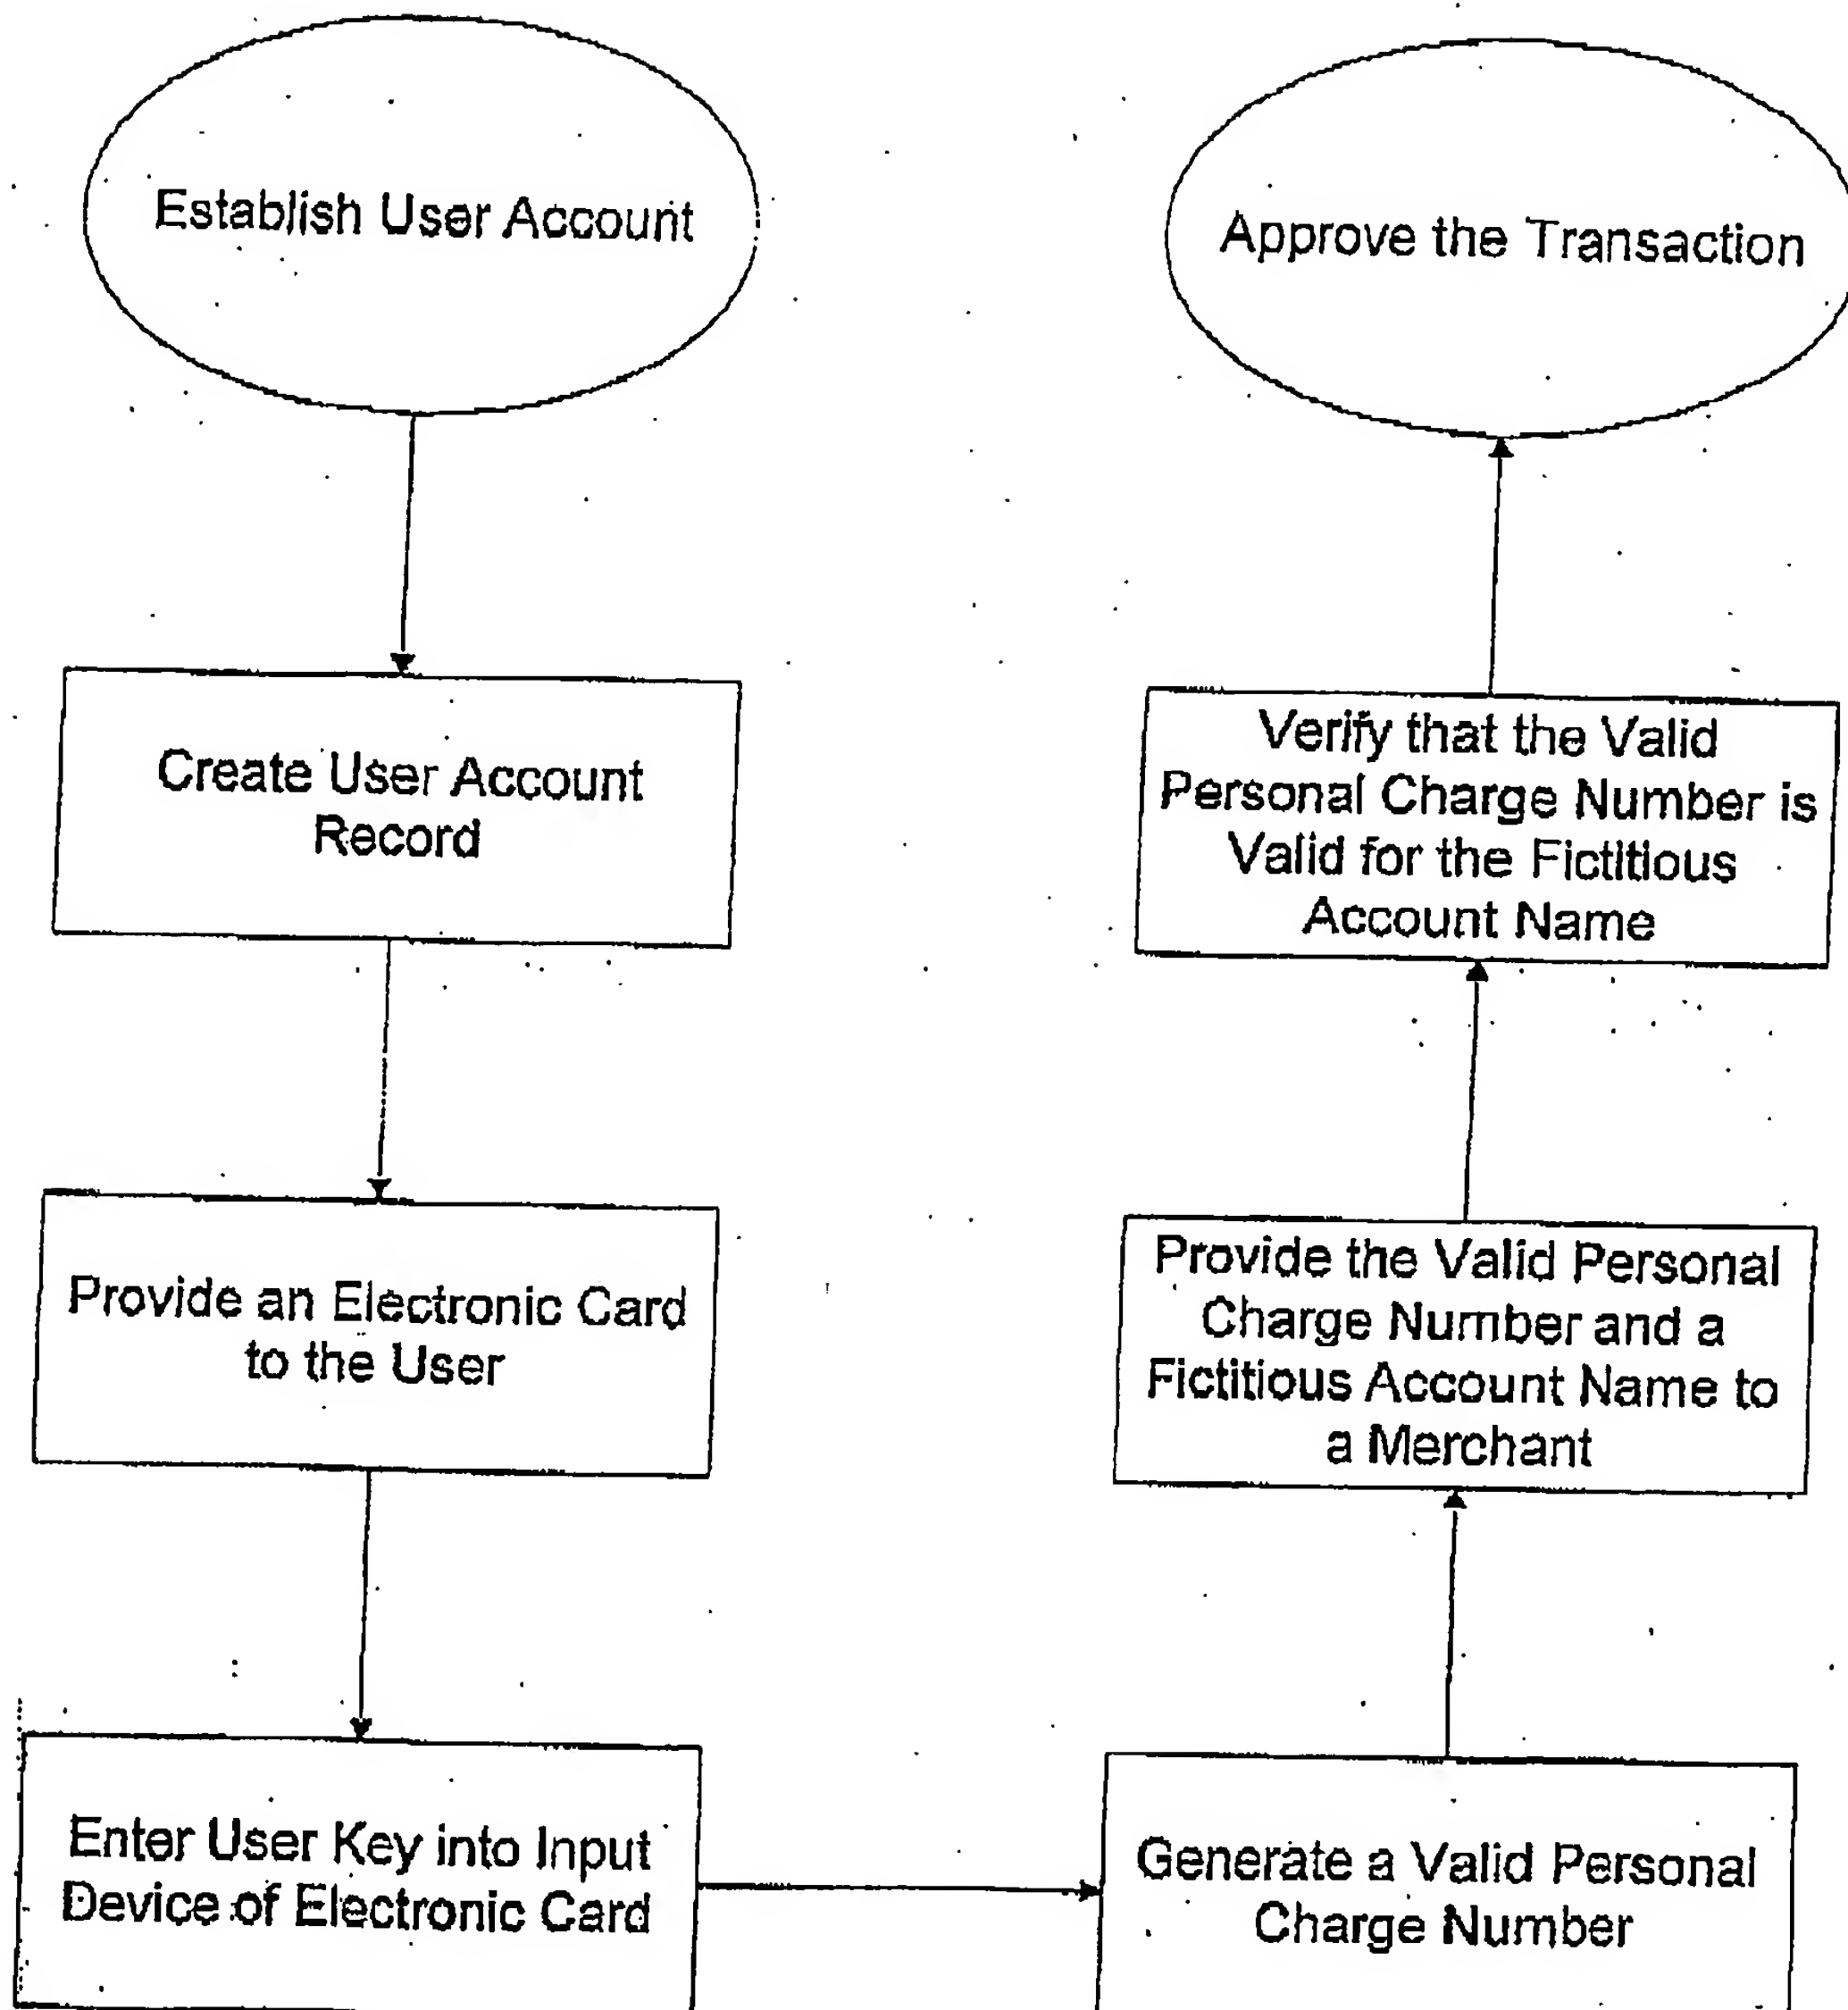 Establish User Account
Create User Account
Record
Provide an Electronic Card
to the User
Enter User Key into Input
Device of Electronic Card
Generate a Valid Personal
Charge Number
Provide the Valid Personal
Charge Number and a
Fictitious Account Name to
a Merchant
Verify that the Valid
Personal Charge Number is
Valid for the Fictitious
Account Name
Approve the Transaction